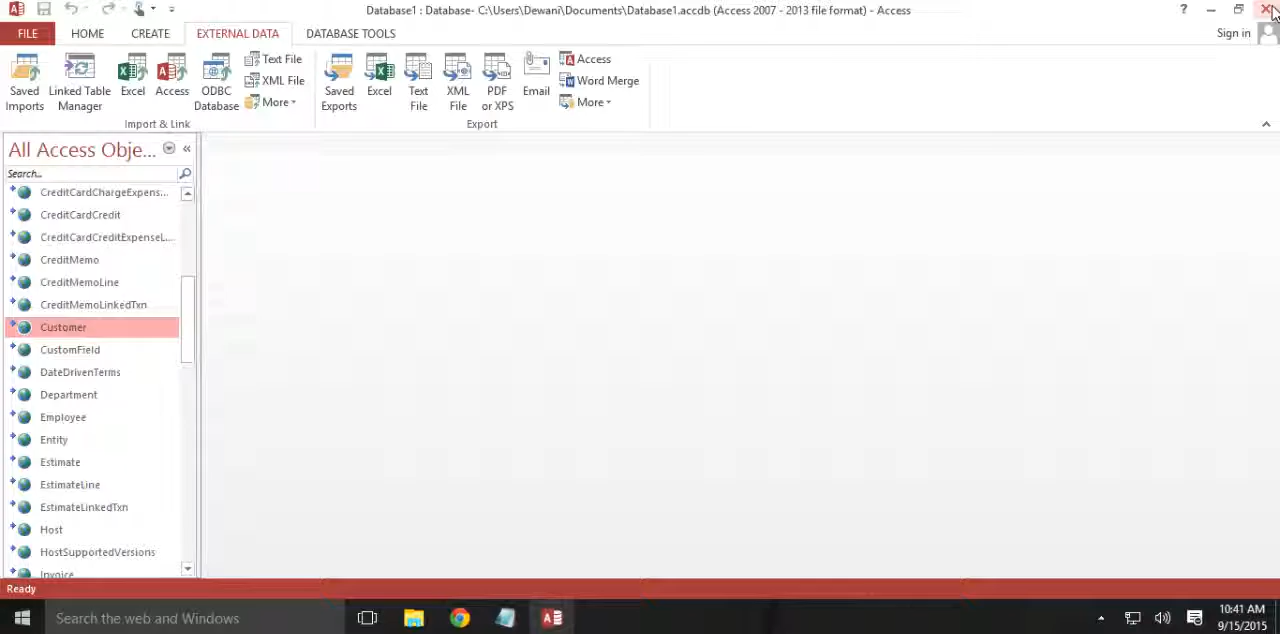 Database1 : Database- C:\Users\Dewani\Documents\Database1.accdb (Access 2007 - 2013 file format) - Access
?
FILE HOME CREATE EXTERNAL DATA DATABASE TOOLS
Sign in
Saved Imports
Linked Table Manager
Excel
Access
ODBC Database
Text File
XML File
More
Import & Link
Saved Exports
Excel
Text File
XML File
PDF or XPS
Email
Access
Word Merge
More
Export
All Access Obje...
Search...
CreditCardChargeExpens...
CreditCardCredit
CreditCardCreditExpenseL...
CreditMemo
CreditMemoLine
CreditMemoLinkedTxn
Customer
CustomField
DateDrivenTerms
Department
Employee
Entity
Estimate
EstimateLine
EstimateLinkedTxn
Host
HostSupportedVersions
Invoice
Ready
Search the web and Windows
10:41 AM
9/15/2015